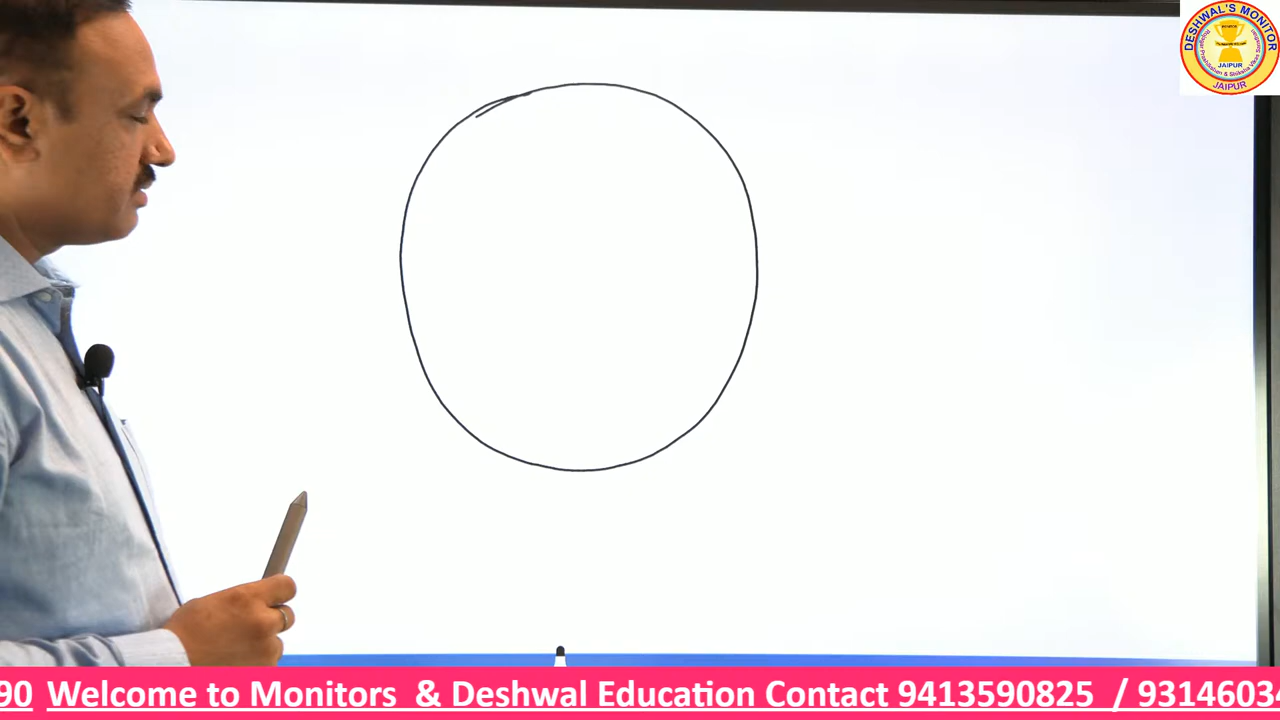 DESHWAL'S MONITOR
JAIPUR
JAIPUR
90 Welcome to Monitors & Deshwal Education Contact 9413590825 / 9314603